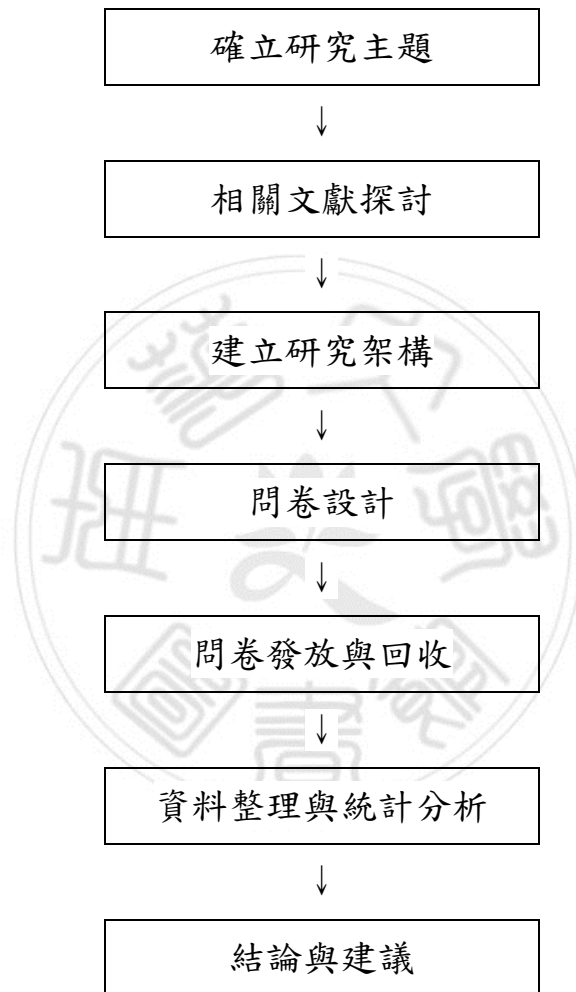 確立研究主題
↓
相關文獻探討
↓
建立研究架構
↓
問卷設計
↓
問卷發放與回收
↓
資料整理與統計分析
↓
結論與建議